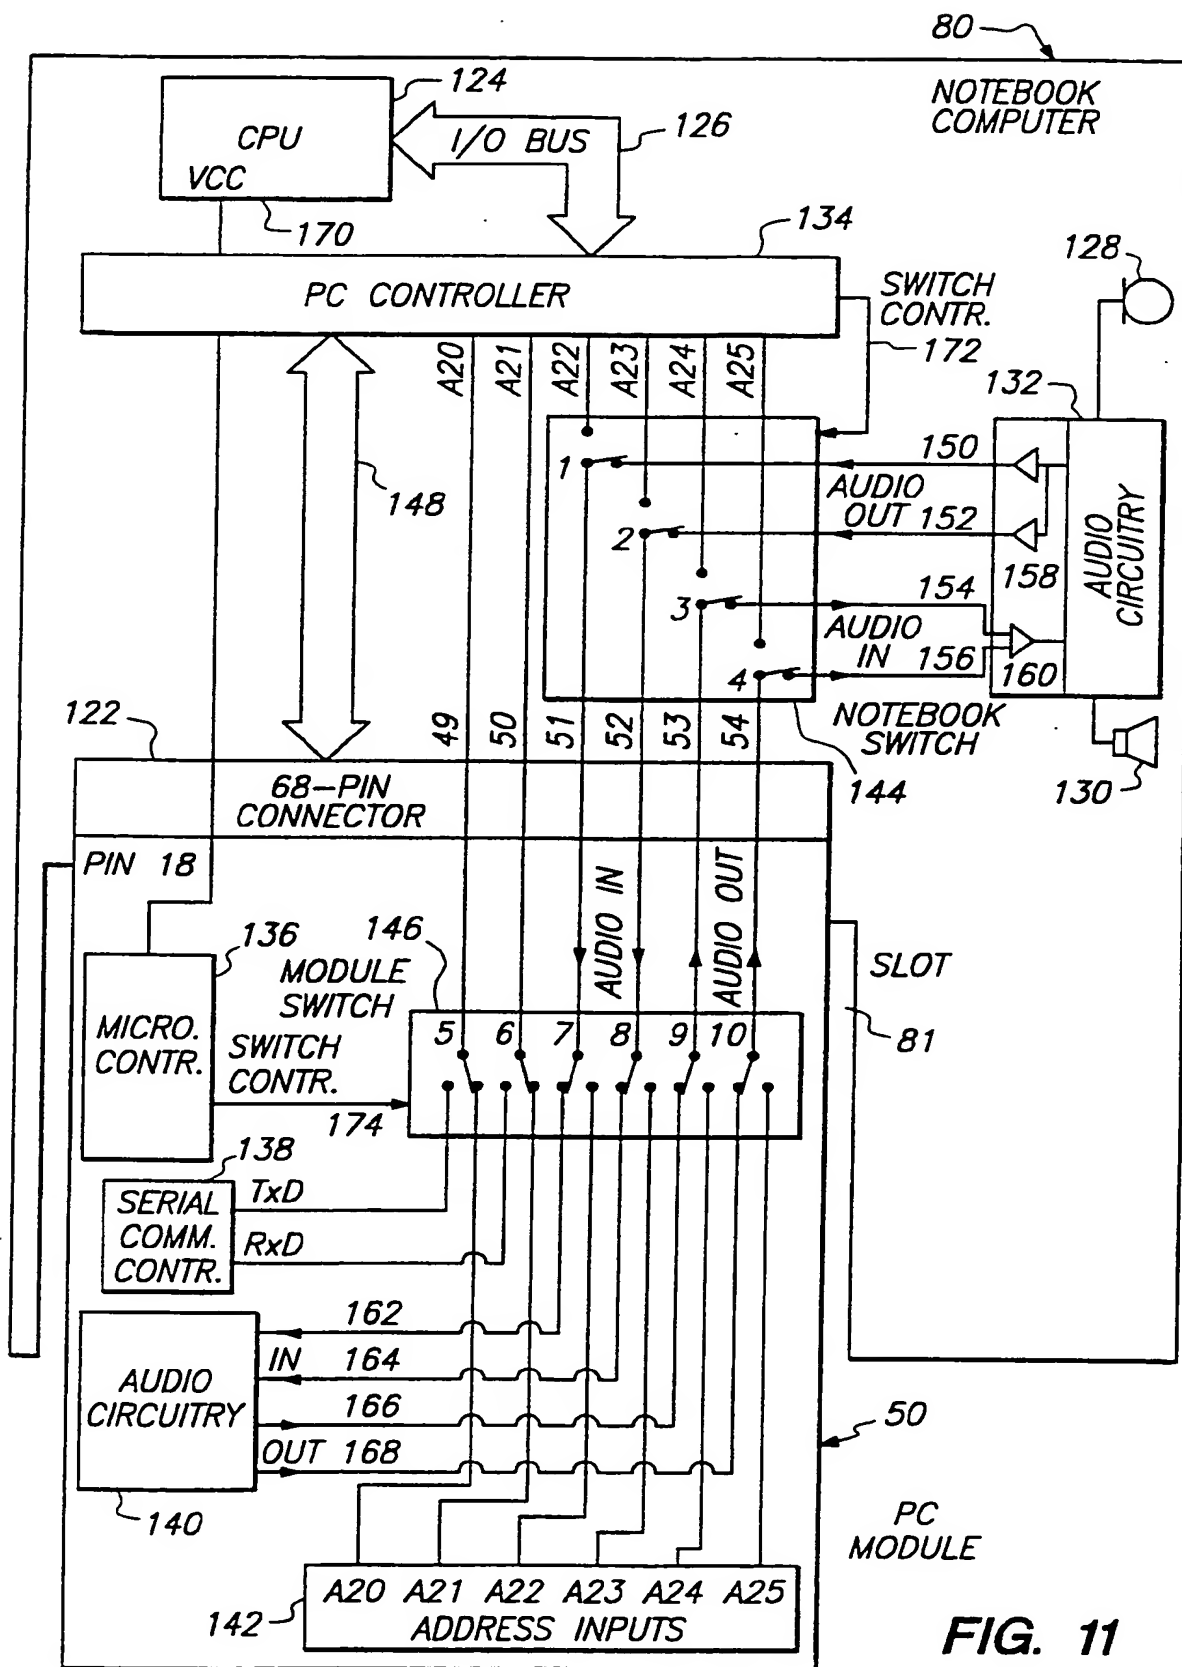 80
NOTEBOOK
COMPUTER
124
CPU
VCC
I/O BUS
126
170
134
PC CONTROLLER
128
SWITCH
CONTR.
172
A20
A21
A22
A23
A24
A25
132
148
1
150
AUDIO
OUT
2
152
158
3
154
AUDIO
IN
4
156
160
AUDIO
CIRCUITRY
122
49
50
51
52
53
54
NOTEBOOK
SWITCH
144
130
68-PIN
CONNECTOR
PIN 18
AUDIO IN
AUDIO OUT
136
146
MODULE
SWITCH
SLOT
81
MICRO.
CONTR.
SWITCH
CONTR.
174
5
6
7
8
9
10
138
SERIAL
COMM.
CONTR.
TxD
RxD
162
IN
164
AUDIO
CIRCUITRY
166
OUT
168
140
50
PC
MODULE
142
A20
A21
A22
A23
A24
A25
ADDRESS INPUTS
FIG. 11